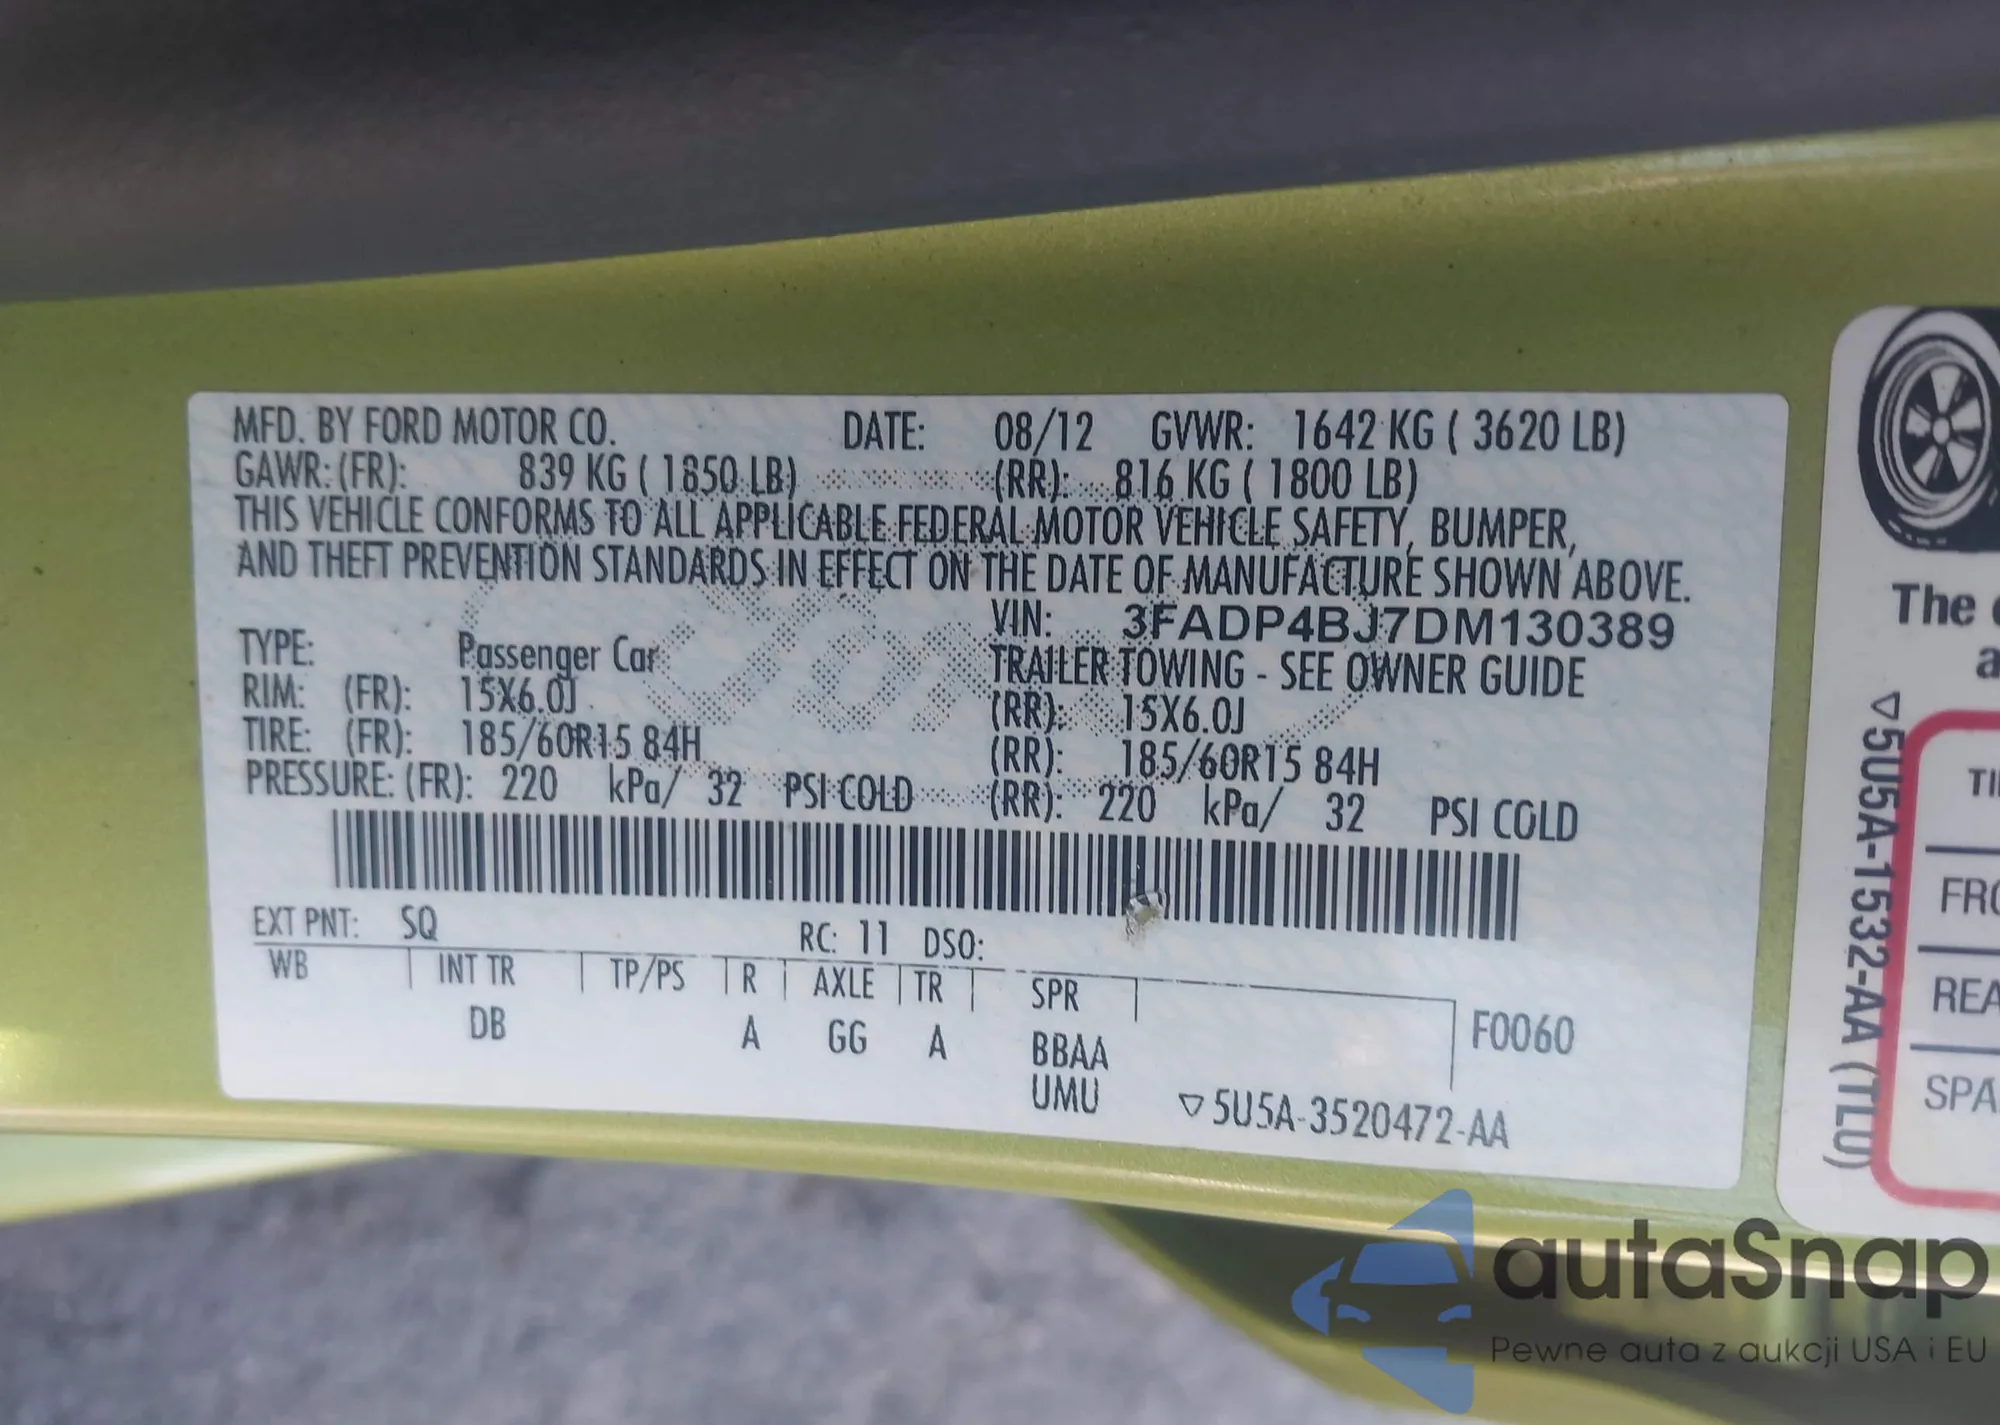 MFD. BY FORD MOTOR CO. DATE: 08/12 GVWR: 1642 KG ( 3620 LB)
GAWR: (FR): 839 KG ( 1850 LB) (RR): 816 KG ( 1800 LB)
THIS VEHICLE CONFORMS TO ALL APPLICABLE FEDERAL MOTOR VEHICLE SAFETY, BUMPER,
AND THEFT PREVENTION STANDARDS IN EFFECT ON THE DATE OF MANUFACTURE SHOWN ABOVE.
VIN: 3FADP4BJ7DM130389
TYPE: Passenger Car TRAILER TOWING - SEE OWNER GUIDE
RIM: (FR): 15X6.0J (RR): 15X6.0J
TIRE: (FR): 185/60R15 84H (RR): 185/60R15 84H
PRESSURE: (FR): 220 kPa/ 32 PSI COLD (RR): 220 kPa/ 32 PSI COLD
EXT PNT: SQ RC: 11 DSO:
WB INT TR TP/PS R AXLE TR SPR
DB A GG A BBAA F0060
UMU
▽5U5A-3520472-AA
The
▽5U5A-1532-AA (TLU)
autaSnap
Pewne auta z aukcji USA i EU